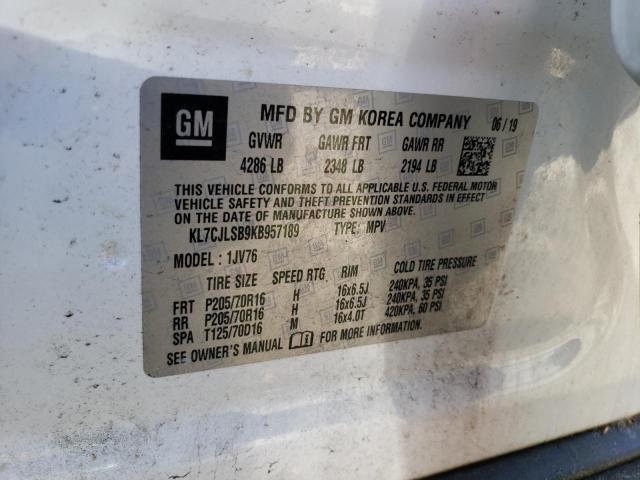 GM
MFD BY GM KOREA COMPANY 06/19
GVWR GAWR FRT GAWR RR
4286 LB 2348 LB 2194 LB
THIS VEHICLE CONFORMS TO ALL APPLICABLE U.S. FEDERAL MOTOR
VEHICLE SAFETY AND THEFT PREVENTION STANDARDS IN EFFECT
ON THE DATE OF MANUFACTURE SHOWN ABOVE.
KL7CJLSB9KB957189 TYPE: MPV
MODEL: 1JV76
TIRE SIZE SPEED RTG RIM COLD TIRE PRESSURE
FRT P205/70R16 H 16x6.5J 240KPA, 35 PSI
RR P205/70R16 H 16x6.5J 240KPA, 35 PSI
SPA T125/70D16 M 16x4.0T 420KPA, 60 PSI
SEE OWNER'S MANUAL FOR MORE INFORMATION.